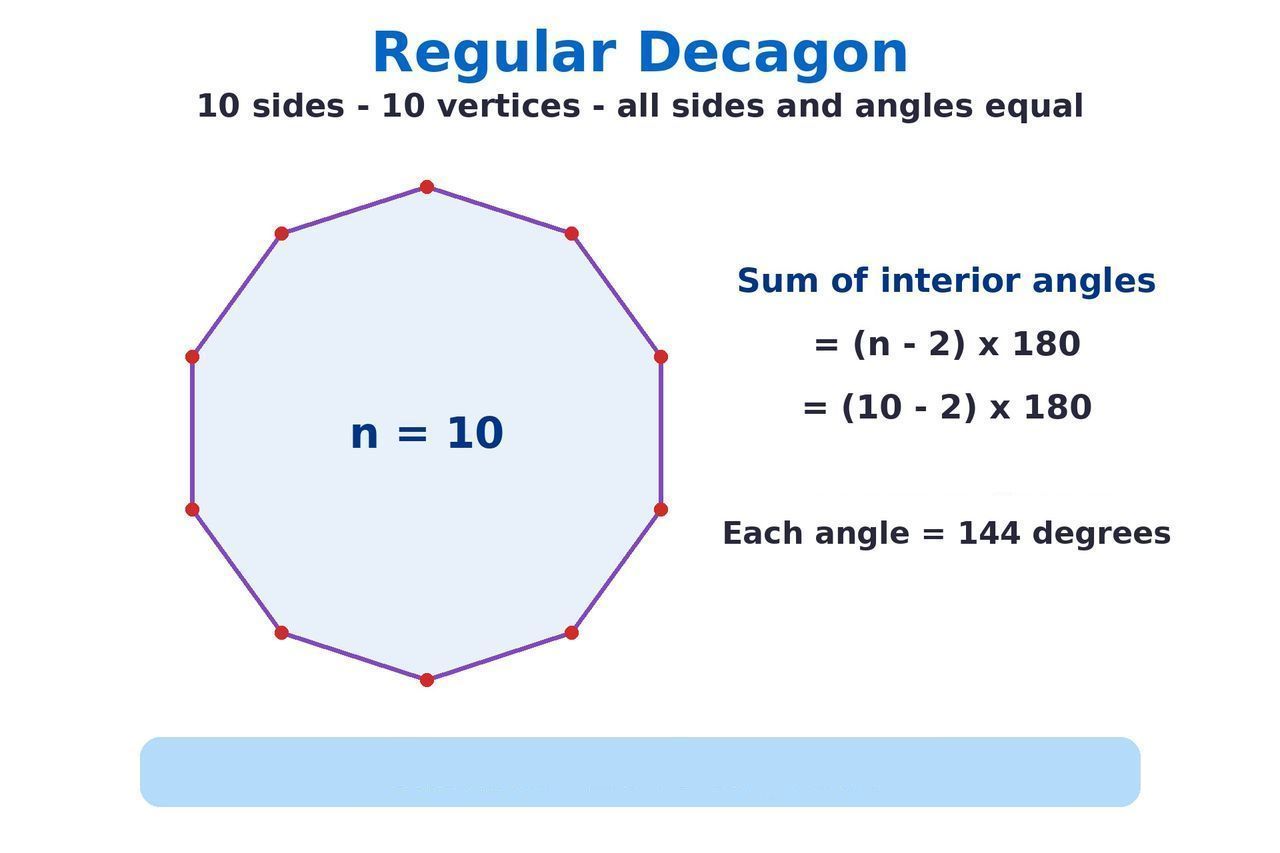 Regular Decagon
10 sides - 10 vertices - all sides and angles equal
Sum of interior angles
= (n - 2) x 180
= (10 - 2) x 180
n = 10
Each angle = 144 degrees